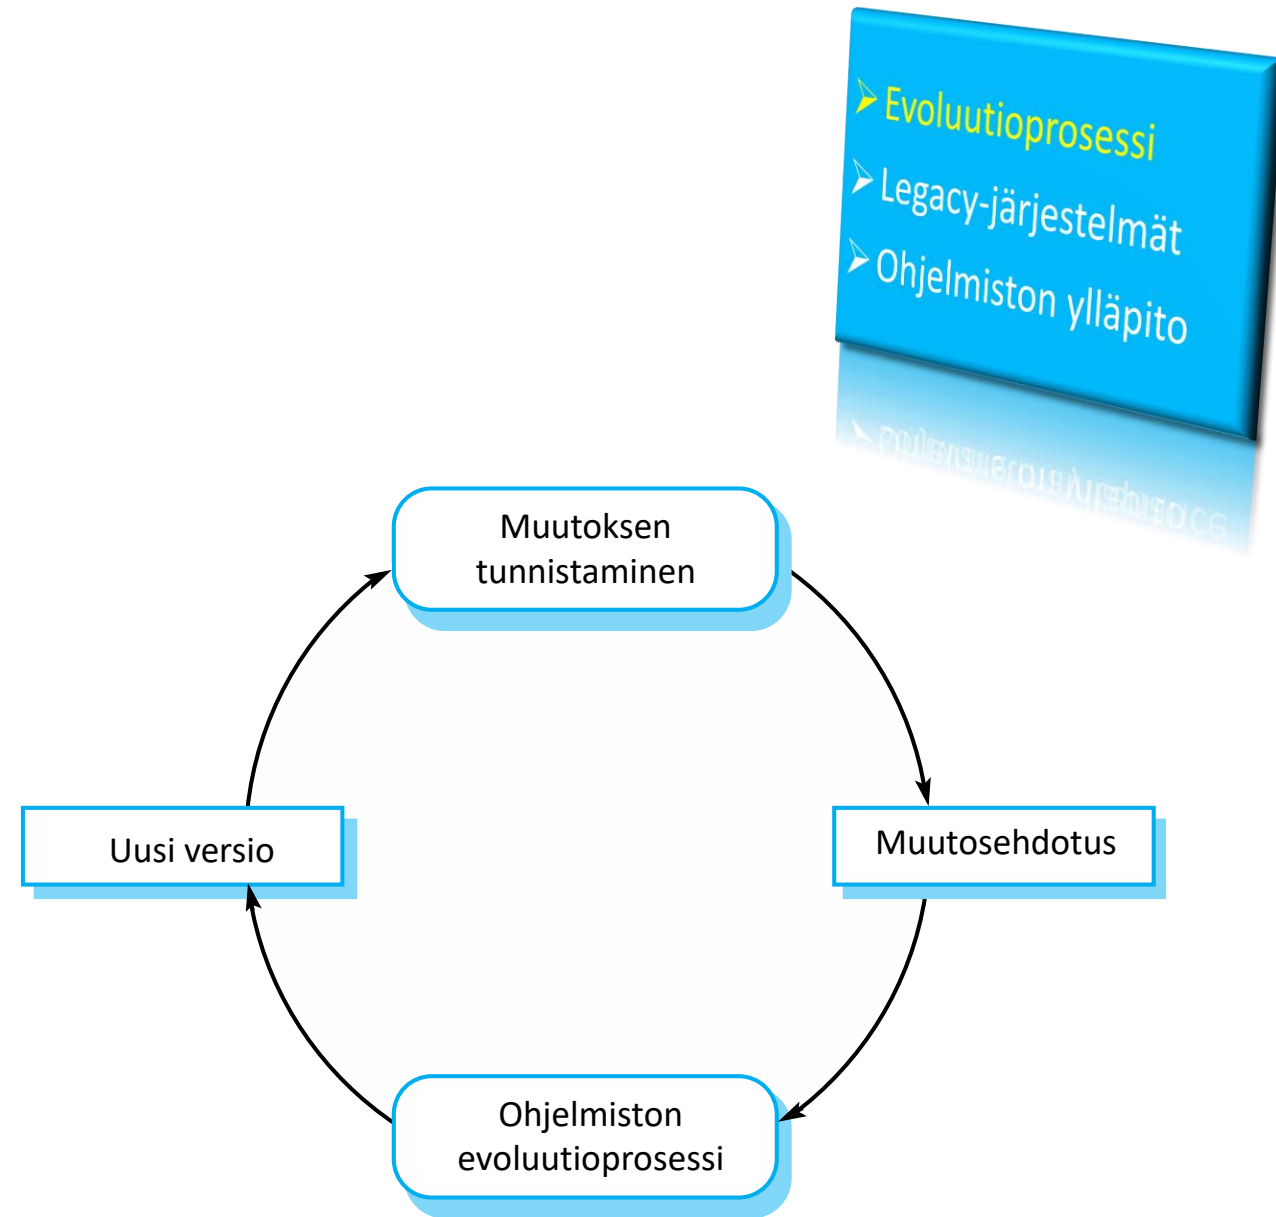 Evoluutioprosessi
Legacy-järjestelmät
Ohjelmiston ylläpito
Muutoksen
tunnistaminen
Uusi versio
Muutosehdotus
Ohjelmiston
evoluutioprosessi